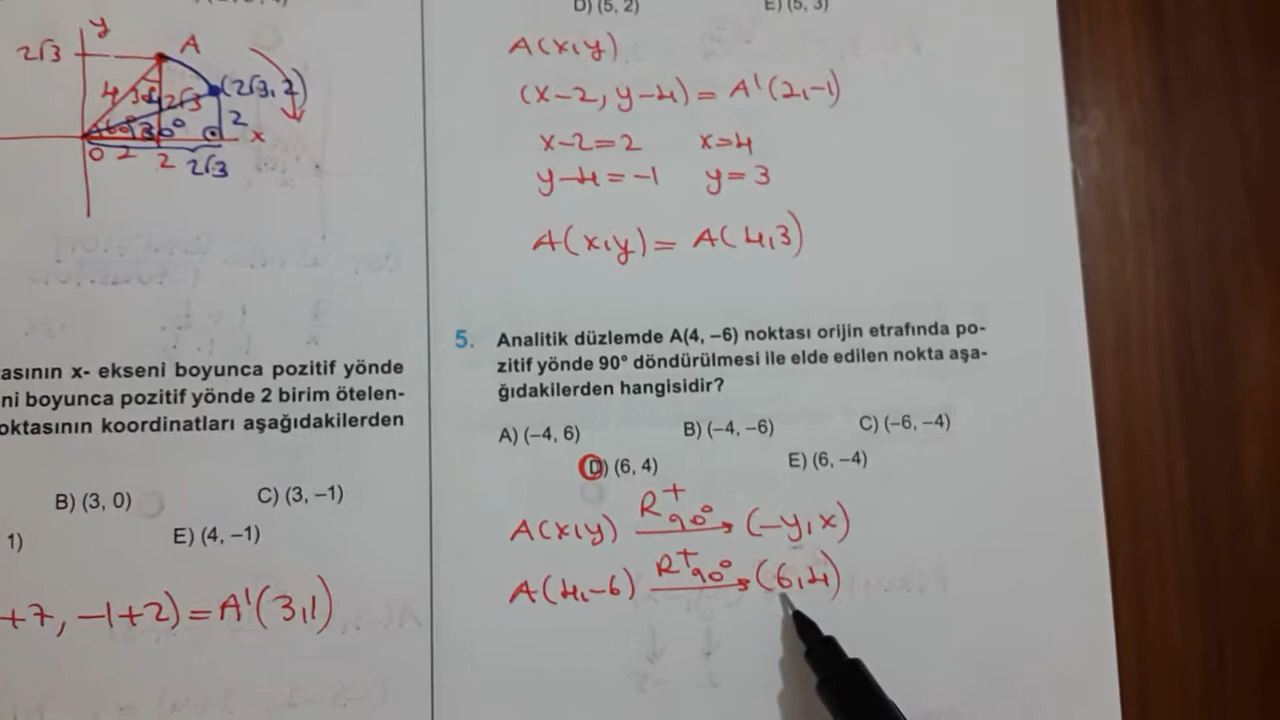 y
2√3
A
4
2√3
(2√3, 2)
60°
30°
2
x
0
2
2
2√3
asının x- ekseni boyunca pozitif yönde
ni boyunca pozitif yönde 2 birim ötelen-
oktasının koordinatları aşağıdakilerden
B) (3, 0)
C) (3, –1)
1)
E) (4, –1)
+7, -1+2) = A'(3,1)
D) (5, 2)
E) (5, 3)
A(x,y)
(x-2, y-4) = A'(2,-1)
x-2=2 x=4
y-4=-1 y=3
A(x,y) = A(4,3)
5. Analitik düzlemde A(4, –6) noktası orijin etrafında po-
zitif yönde 90° döndürülmesi ile elde edilen nokta aşa-
ğıdakilerden hangisidir?
A) (–4, 6)
B) (–4, –6)
C) (–6, –4)
D) (6, 4)
E) (6, –4)
A(x,y) R+90° → (-y,x)
A(4,-6) R+90° → (6,4)